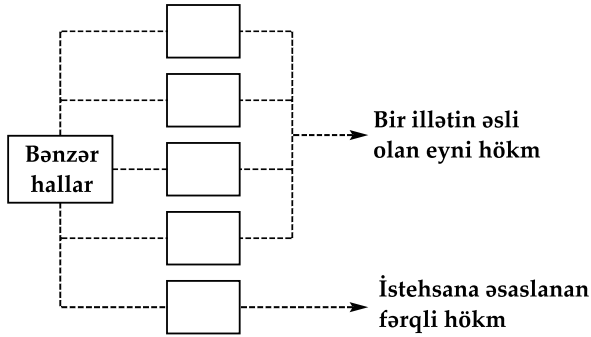 Bənzər
hallar
Bir illətin əsli
olan eyni hökm
İstehsana əsaslanan
fərqli hökm